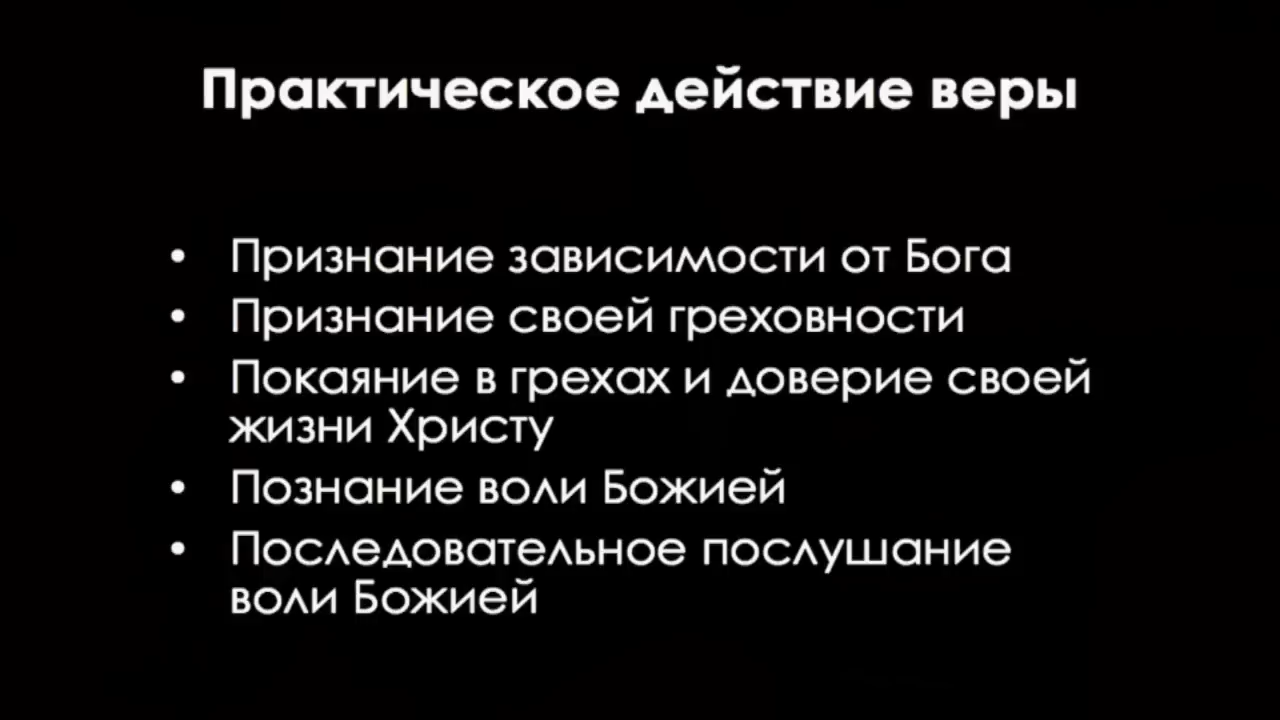 Практическое действие веры
• Признание зависимости от Бога
• Признание своей греховности
• Покаяние в грехах и доверие своей
жизни Христу
• Познание воли Божией
• Последовательное послушание
воли Божией